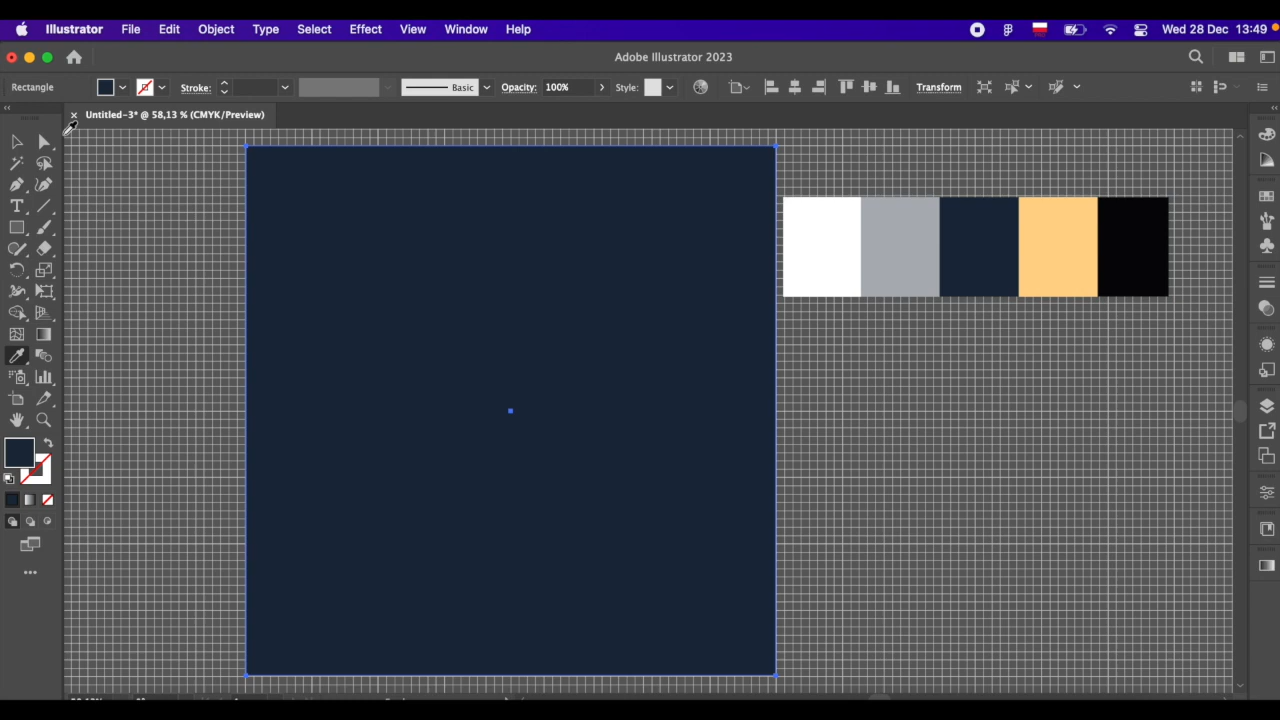 Illustrator File Edit Object Type Select Effect View Window Help Wed 28 Dec 13:49
Adobe Illustrator 2023
Rectangle Stroke: Basic Opacity: 100% Style: Transform
Untitled-3* @ 58,13 % (CMYK/Preview)